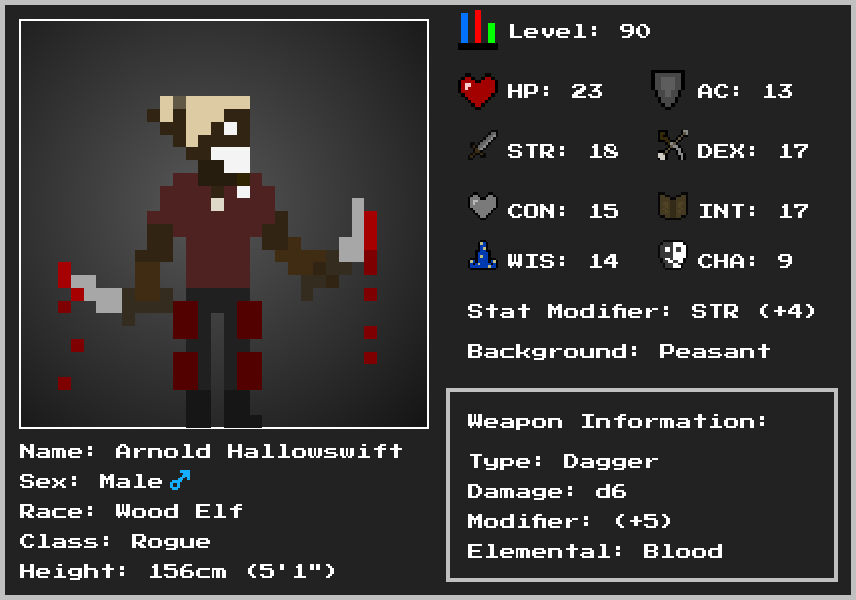 Level: 90
HP: 23
AC: 13
STR: 18
DEX: 17
CON: 15
INT: 17
WIS: 14
CHA: 9
Stat Modifier: STR (+4)
Background: Peasant
Weapon Information:
Type: Dagger
Damage: d6
Modifier: (+5)
Elemental: Blood
Name: Arnold Hallowswift
Sex: Male ♂
Race: Wood Elf
Class: Rogue
Height: 156cm (5'1")